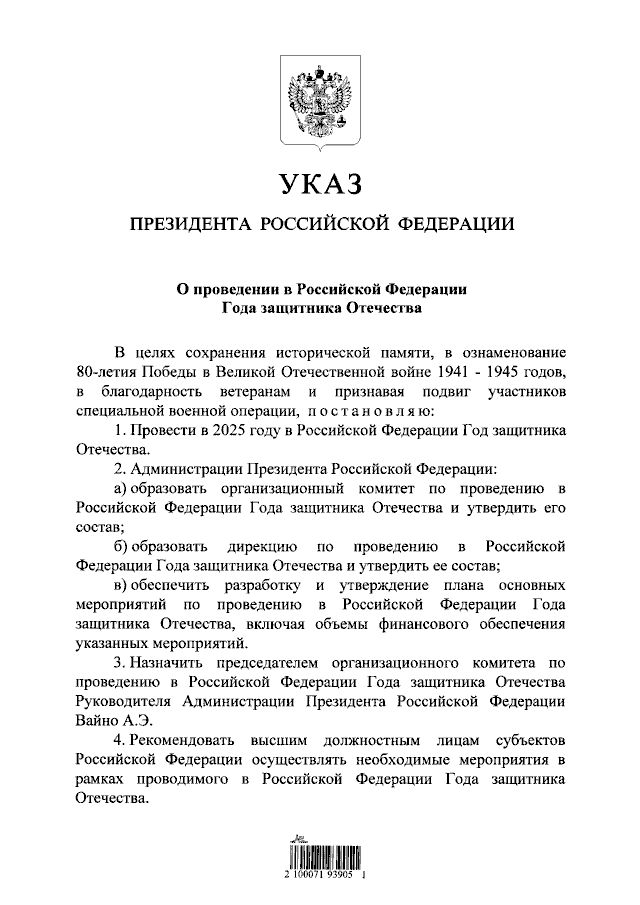 УКАЗ
ПРЕЗИДЕНТА РОССИЙСКОЙ ФЕДЕРАЦИИ
О проведении в Российской Федерации
Года защитника Отечества
В целях сохранения исторической памяти, в ознаменование
80-летия Победы в Великой Отечественной войне 1941 - 1945 годов,
в благодарность ветеранам и признавая подвиг участников
специальной военной операции, п о с т а н о в л я ю:
1. Провести в 2025 году в Российской Федерации Год защитника
Отечества.
2. Администрации Президента Российской Федерации:
а) образовать организационный комитет по проведению в
Российской Федерации Года защитника Отечества и утвердить его
состав;
б) образовать дирекцию по проведению в Российской
Федерации Года защитника Отечества и утвердить ее состав;
в) обеспечить разработку и утверждение плана основных
мероприятий по проведению в Российской Федерации Года
защитника Отечества, включая объемы финансового обеспечения
указанных мероприятий.
3. Назначить председателем организационного комитета по
проведению в Российской Федерации Года защитника Отечества
Руководителя Администрации Президента Российской Федерации
Вайно А.Э.
4. Рекомендовать высшим должностным лицам субъектов
Российской Федерации осуществлять необходимые мероприятия в
рамках проводимого в Российской Федерации Года защитника
Отечества.
2 100071 93905 1